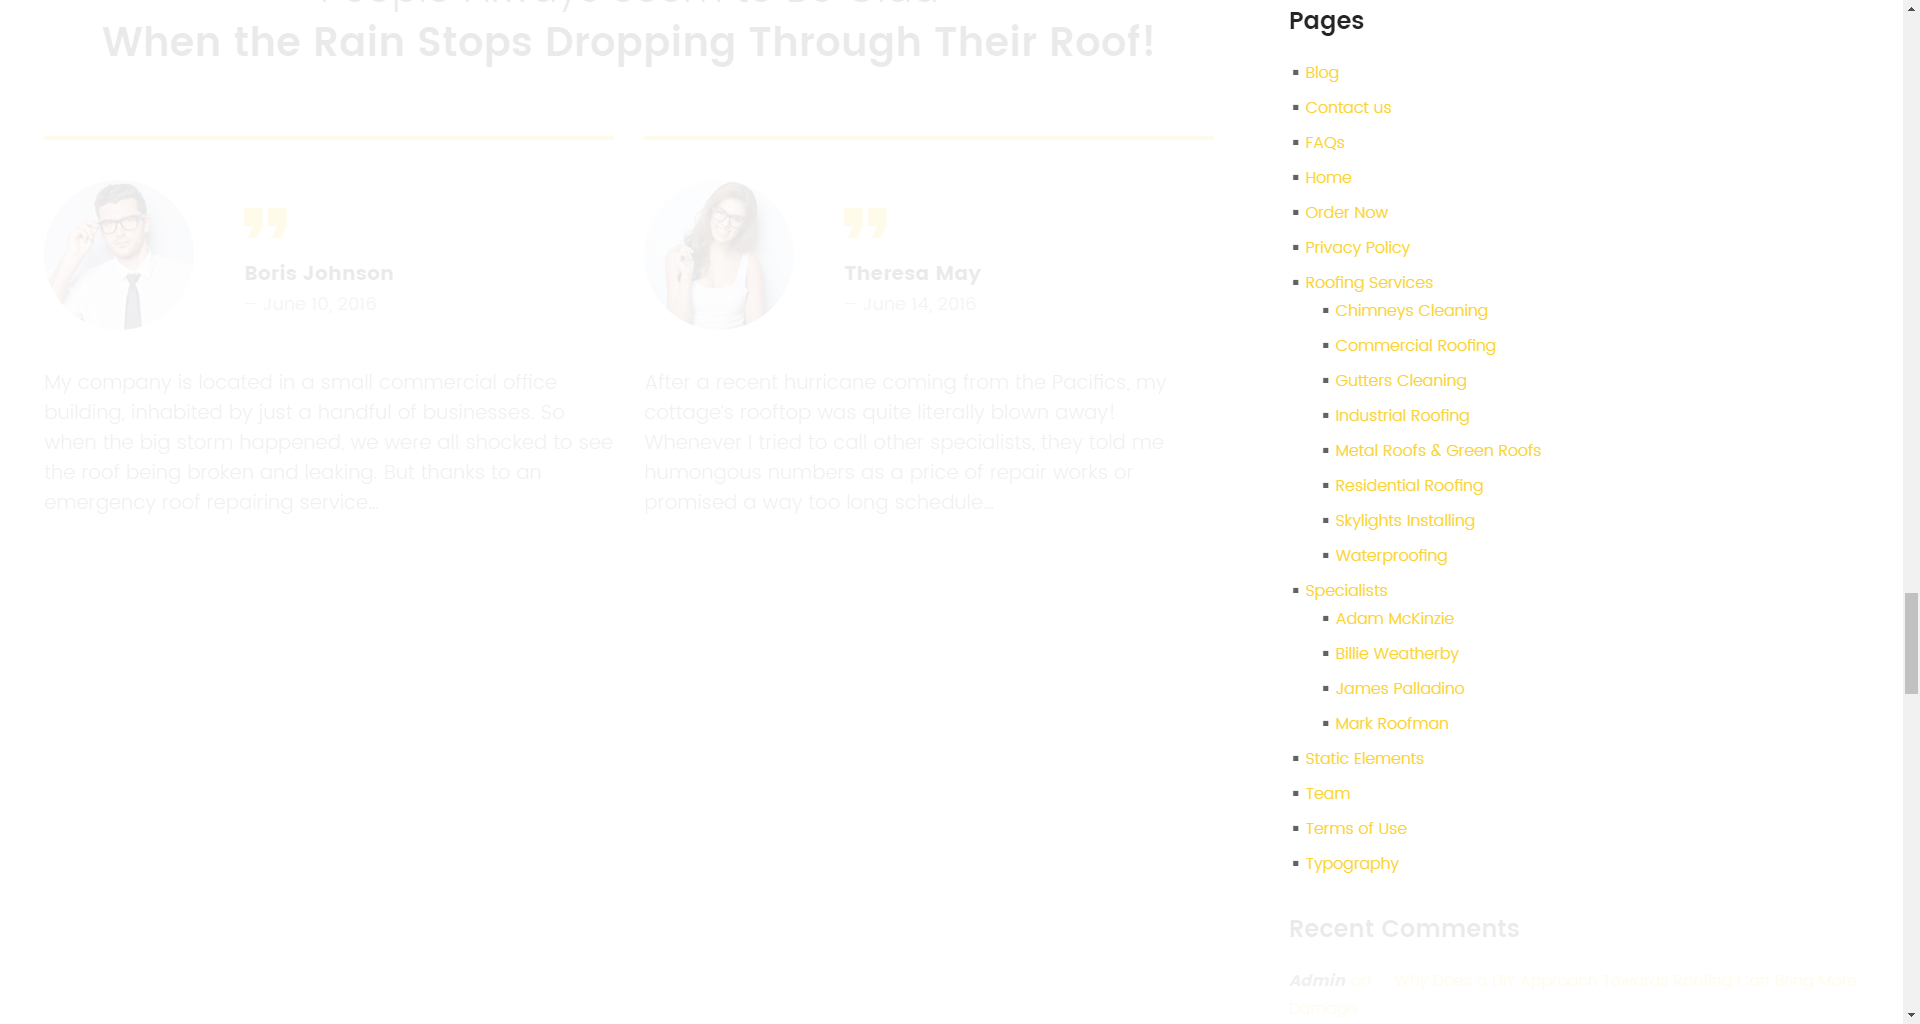 People Always Seem to Be Glad
When the Rain Stops Dropping Through Their Roof!
Boris Johnson
— June 10, 2016
My company is located in a small commercial office
building, inhabited by just a handful of businesses. So
when the big storm happened, we were all shocked to see
the roof being broken and leaking. But thanks to an
emergency roof repairing service...
Theresa May
— June 14, 2016
After a recent hurricane coming from the Pacifics, my
cottage's rooftop was quite literally blown away!
Whenever I tried to call other specialists, they told me
humongous numbers as a price of repair works or
promised a way too long schedule...
Pages
Blog
Contact us
FAQs
Home
Order Now
Privacy Policy
Roofing Services
Chimneys Cleaning
Commercial Roofing
Gutters Cleaning
Industrial Roofing
Metal Roofs & Green Roofs
Residential Roofing
Skylights Installing
Waterproofing
Specialists
Adam McKinzie
Billie Weatherby
James Palladino
Mark Roofman
Static Elements
Team
Terms of Use
Typography
Recent Comments
Admin on Why Does a DIY Approach Towards Roofing Can Bring More
Damage